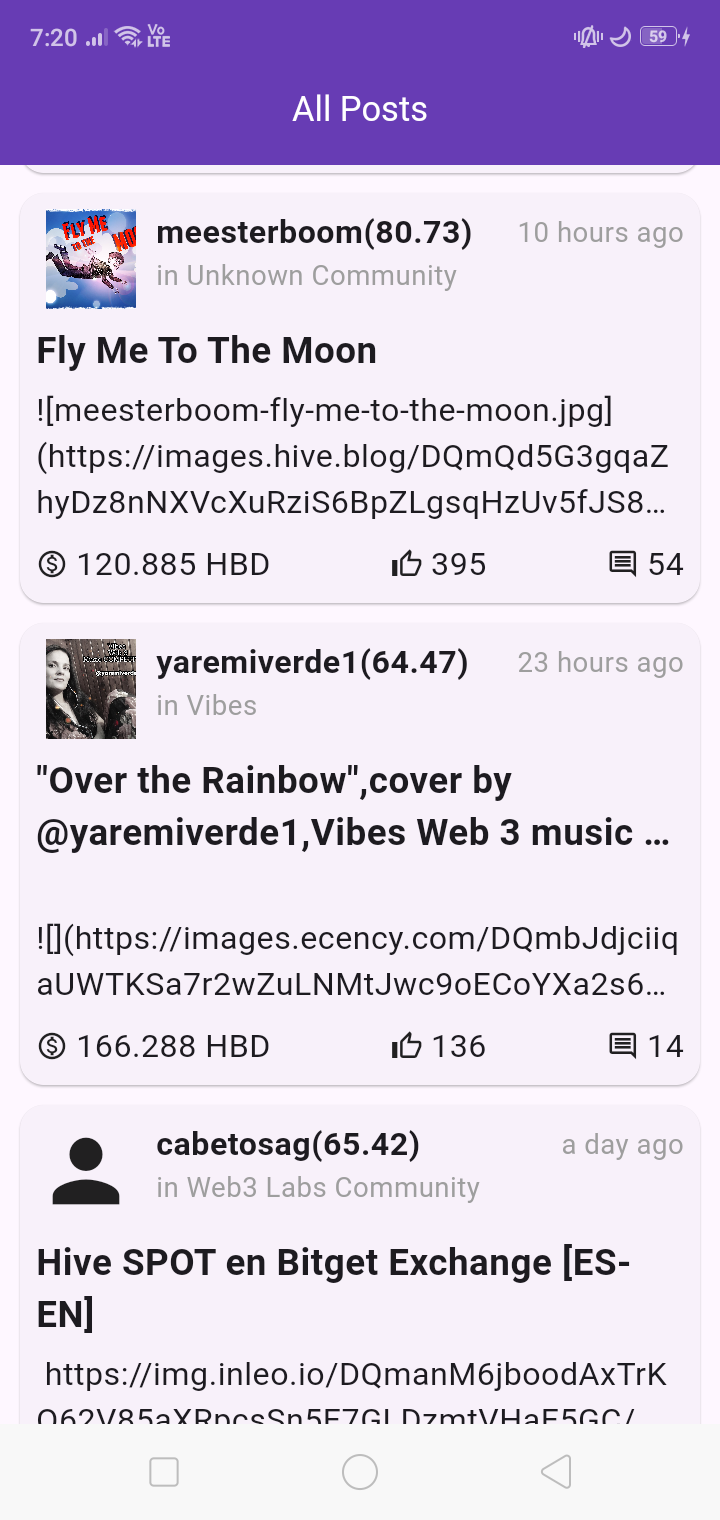 7:20
Vo
LTE
59
All Posts
FLY ME
TO THE
meesterboom(80.73)
10 hours ago
in Unknown Community
Fly Me To The Moon
![meesterboom-fly-me-to-the-moon.jpg]
(https://images.hive.blog/DQmQd5G3gqaZ
hyDz8nNXVcXuRziS6BpZLgsqHzUv5fJS8…
120.885 HBD
395
54
yaremiverde1(64.47)
23 hours ago
in Vibes
"Over the Rainbow",cover by
@yaremiverde1,Vibes Web 3 music …
![](https://images.ecency.com/DQmbJdjciiq
aUWTKSa7r2wZuLNMtJwc9oECoYXa2s6…
166.288 HBD
136
14
cabetosag(65.42)
a day ago
in Web3 Labs Community
Hive SPOT en Bitget Exchange [ES-
EN]
https://img.inleo.io/DQmanM6jboodAxTrK